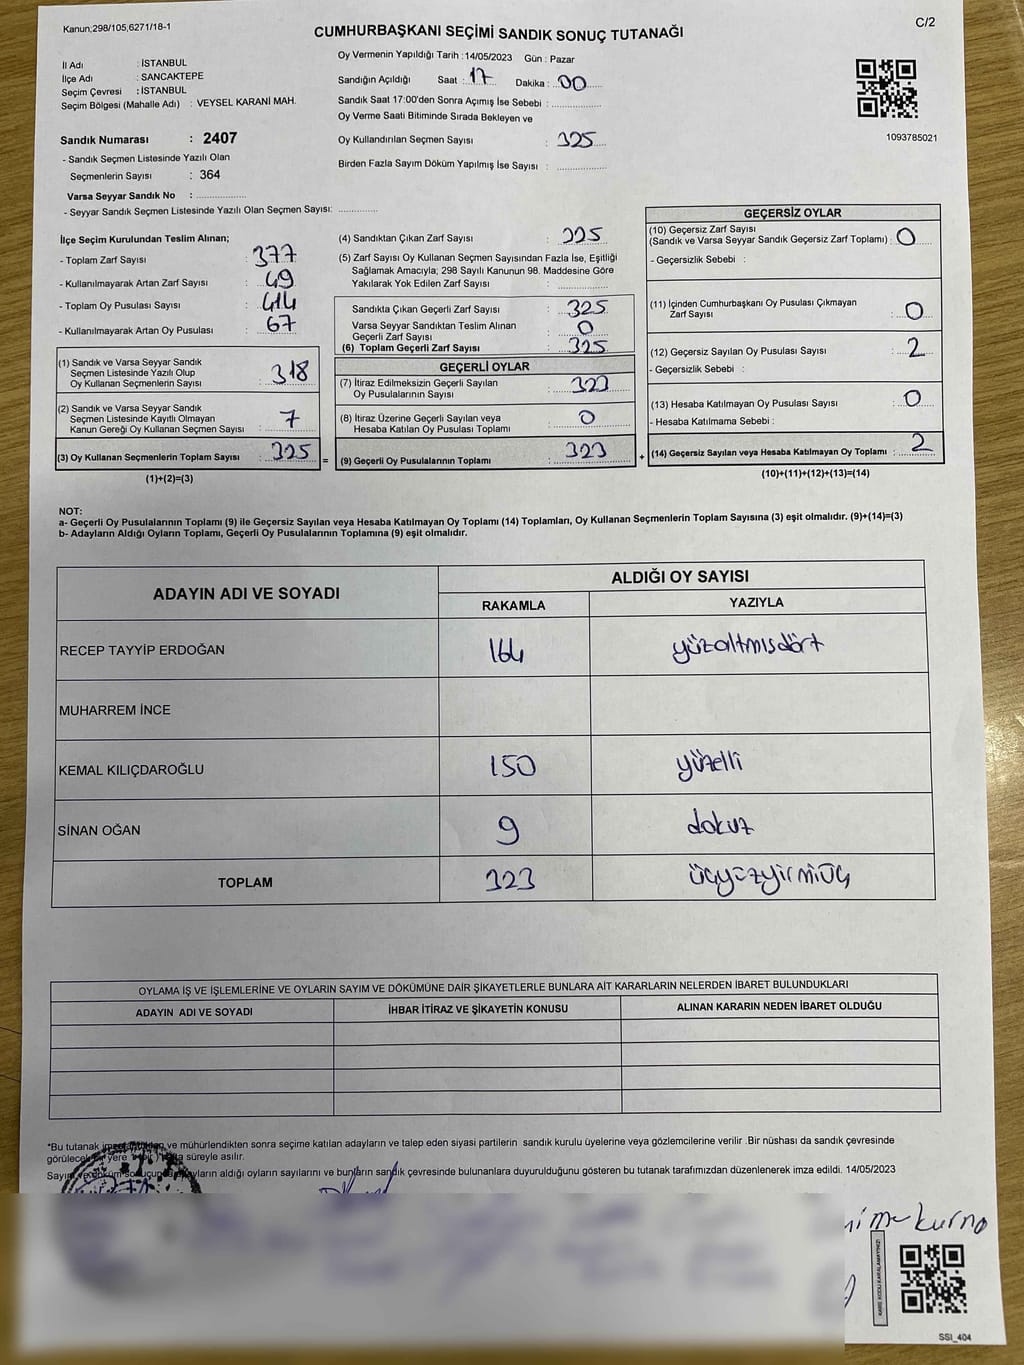 Kanun;298/105,6271/18-1
C/2
CUMHURBAŞKANI SEÇİMİ SANDIK SONUÇ TUTANAĞI
İl Adı : İSTANBUL
İlçe Adı : SANCAKTEPE
Seçim Çevresi : İSTANBUL
Seçim Bölgesi (Mahalle Adı) : VEYSEL KARANİ MAH.
Sandık Numarası : 2407
- Sandık Seçmen Listesinde Yazılı Olan
Seçmenlerin Sayısı : 364
Varsa Seyyar Sandık No :
- Seyyar Sandık Seçmen Listesinde Yazılı Olan Seçmen Sayısı:
Oy Vermenin Yapıldığı Tarih :14/05/2023 Gün : Pazar
Sandığın Açıldığı Saat : 17 Dakika : 00
Sandık Saat 17:00'den Sonra Açımış İse Sebebi :
Oy Verme Saati Bitiminde Sırada Bekleyen ve
Oy Kullandırılan Seçmen Sayısı : 325
Birden Fazla Sayım Döküm Yapılmış İse Sayısı :
1093785021
İlçe Seçim Kurulundan Teslim Alınan;
- Toplam Zarf Sayısı : 377
- Kullanılmayarak Artan Zarf Sayısı : 49
- Toplam Oy Pusulası Sayısı : 414
- Kullanılmayarak Artan Oy Pusulası : 67
(1) Sandık ve Varsa Seyyar Sandık
Seçmen Listesinde Yazılı Olup
Oy Kullanan Seçmenlerin Sayısı : 318
(2) Sandık ve Varsa Seyyar Sandık
Seçmen Listesinde Kayıtlı Olmayan
Kanun Gereği Oy Kullanan Seçmen Sayısı : 7
(3) Oy Kullanan Seçmenlerin Toplam Sayısı : 325 =
(1)+(2)=(3)
(4) Sandıktan Çıkan Zarf Sayısı : 325
(5) Zarf Sayısı Oy Kullanan Seçmen Sayısından Fazla İse, Eşitliği
Sağlamak Amacıyla; 298 Sayılı Kanunun 98. Maddesine Göre
Yakılarak Yok Edilen Zarf Sayısı :
Sandıkta Çıkan Geçerli Zarf Sayısı : 325
Varsa Seyyar Sandıktan Teslim Alınan
Geçerli Zarf Sayısı : 0
(6) Toplam Geçerli Zarf Sayısı : 325
GEÇERLİ OYLAR
(7) İtiraz Edilmeksizin Geçerli Sayılan
Oy Pusulalarının Sayısı : 323
(8) İtiraz Üzerine Geçerli Sayılan veya
Hesaba Katılan Oy Pusulası Toplamı : 0
(9) Geçerli Oy Pusulalarının Toplamı : 323 +
GEÇERSİZ OYLAR
(10) Geçersiz Zarf Sayısı
(Sandık ve Varsa Seyyar Sandık Geçersiz Zarf Toplamı) : 0
- Geçersizlik Sebebi :
(11) İçinden Cumhurbaşkanı Oy Pusulası Çıkmayan
Zarf Sayısı : 0
(12) Geçersiz Sayılan Oy Pusulası Sayısı : 2
- Geçersizlik Sebebi :
(13) Hesaba Katılmayan Oy Pusulası Sayısı : 0
- Hesaba Katılmama Sebebi :
(14) Geçersiz Sayılan veya Hesaba Katılmayan Oy Toplamı : 2
(10)+(11)+(12)+(13)=(14)
NOT:
a- Geçerli Oy Pusulalarının Toplamı (9) ile Geçersiz Sayılan veya Hesaba Katılmayan Oy Toplamı (14) Toplamları, Oy Kullanan Seçmenlerin Toplam Sayısına (3) eşit olmalıdır. (9)+(14)=(3)
b- Adayların Aldığı Oyların Toplamı, Geçerli Oy Pusulalarının Toplamına (9) eşit olmalıdır.
ADAYIN ADI VE SOYADI
ALDIĞI OY SAYISI
RAKAMLA YAZIYLA
RECEP TAYYİP ERDOĞAN 164 yüzaltmısdört
MUHARREM İNCE
KEMAL KILIÇDAROĞLU 150 yüzelli
SİNAN OĞAN 9 dokuz
TOPLAM 323 üçyüzyirmiüç
OYLAMA İŞ VE İŞLEMLERİNE VE OYLARIN SAYIM VE DÖKÜMÜNE DAİR ŞİKAYETLERLE BUNLARA AİT KARARLARIN NELERDEN İBARET BULUNDUKLARI
ADAYIN ADI VE SOYADI İHBAR İTİRAZ VE ŞİKAYETİN KONUSU ALINAN KARARIN NEDEN İBARET OLDUĞU
*Bu tutanak ve mühürlendikten sonra seçime katılan adayların ve talep eden siyasi partilerin sandık kurulu üyelerine veya gözlemcilerine verilir .Bir nüshası da sandık çevresinde
yere süreyle asılır.
aldığı oyların sayılarını ve bunların sandık çevresinde bulunanlara duyurulduğunu gösteren bu tutanak tarafımızdan düzenlenerek imza edildi. 14/05/2023
KARE KODU KARALAMAYINIZ!
SSI_404